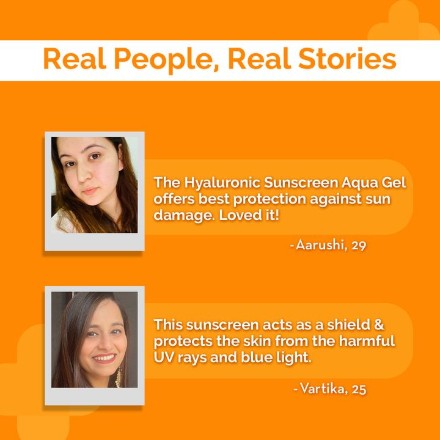 Real People, Real Stories
The Hyaluronic Sunscreen Aqua Gel
offers best protection against sun
damage. Loved it!
- Aarushi, 29
This sunscreen acts as a shield &
protects the skin from the harmful
UV rays and blue light.
- Vartika, 25